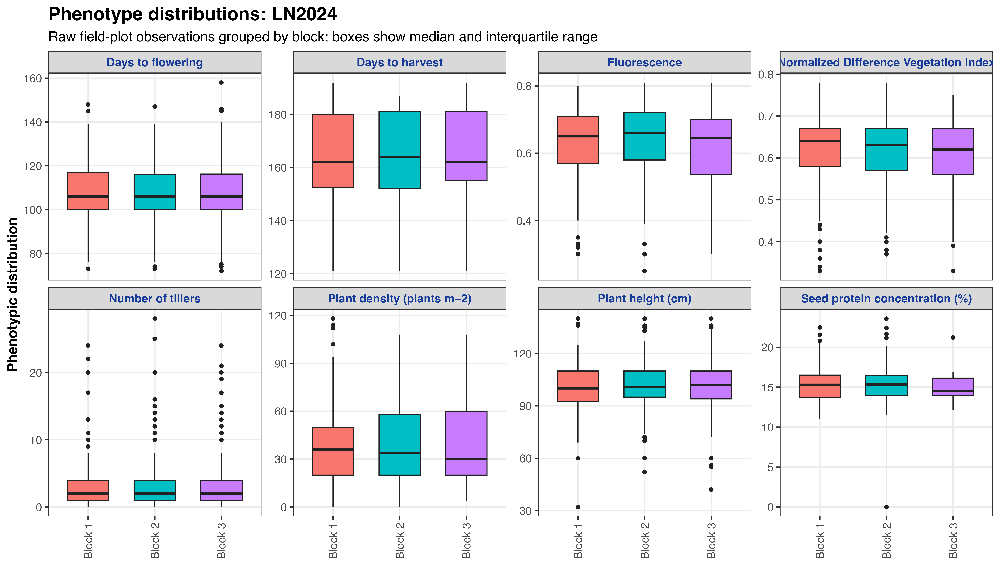 Phenotype distributions: LN2024
Raw field-plot observations grouped by block; boxes show median and interquartile range
Phenotypic distribution
Days to flowering
160
140
120
100
80
Days to harvest
180
160
140
120
Fluorescence
0.8
0.6
0.4
Normalized Difference Vegetation Index
0.8
0.7
0.6
0.5
0.4
Number of tillers
20
10
0
Block 1
Block 2
Block 3
Plant density (plants m−2)
120
90
60
30
0
Block 1
Block 2
Block 3
Plant height (cm)
120
90
60
30
Block 1
Block 2
Block 3
Seed protein concentration (%)
20
15
10
5
0
Block 1
Block 2
Block 3